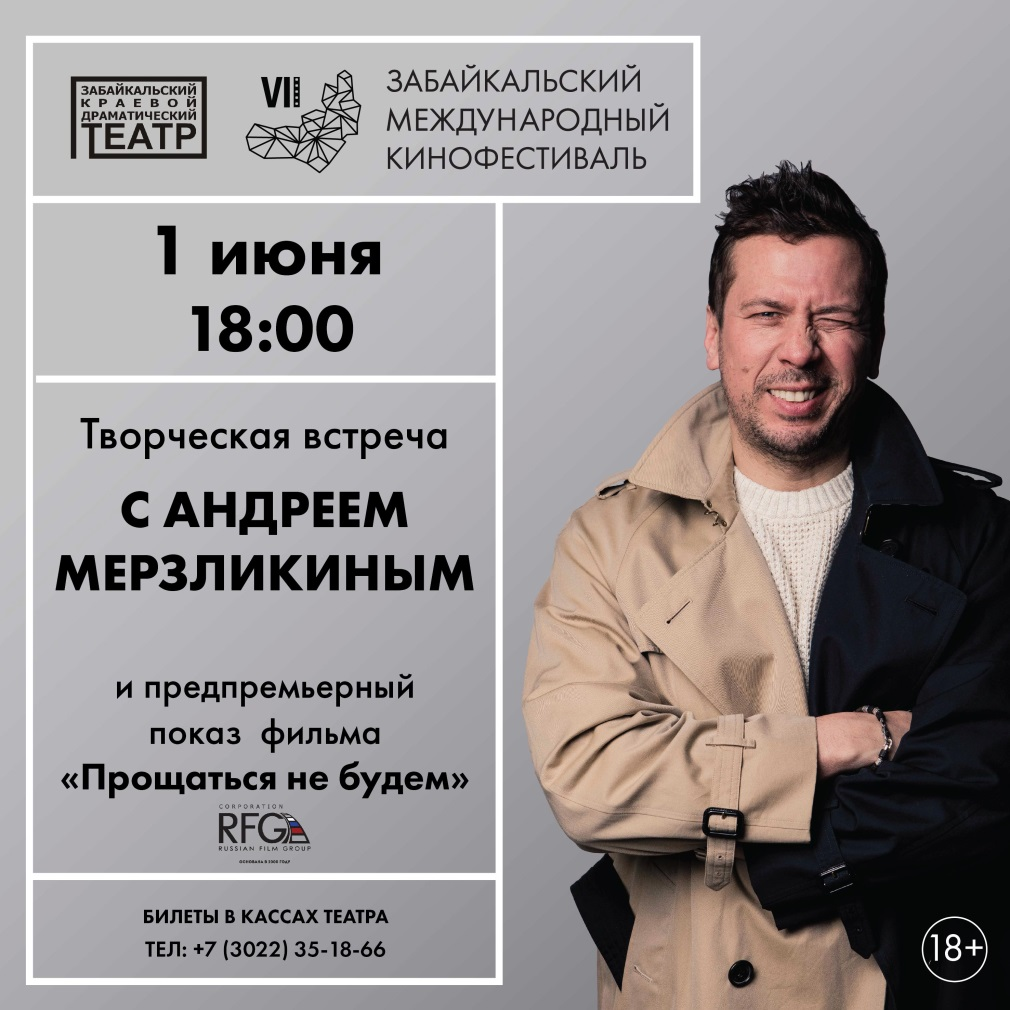 ЗАБАЙКАЛЬСКИЙ
КРАЕВОЙ
ДРАМАТИЧЕСКИЙ
ТЕАТР
VII
ЗАБАЙКАЛЬСКИЙ
МЕЖДУНАРОДНЫЙ
КИНОФЕСТИВАЛЬ
1 июня
18:00
Творческая встреча
С АНДРЕЕМ
МЕРЗЛИКИНЫМ
и предпремьерный
показ фильма
«Прощаться не будем»
CORPORATION
RFG
RUSSIAN FILM GROUP
БИЛЕТЫ В КАССАХ ТЕАТРА
ТЕЛ: +7 (3022) 35-18-66
18+